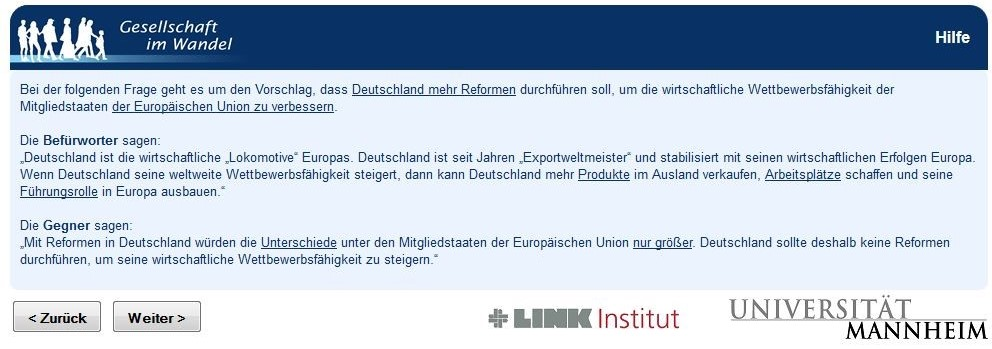 Gesellschaft
im Wandel
Hilfe
Bei der folgenden Frage geht es um den Vorschlag, dass Deutschland mehr Reformen durchführen soll, um die wirtschaftliche Wettbewerbsfähigkeit der
Mitgliedstaaten der Europäischen Union zu verbessern.
Die Befürworter sagen:
„Deutschland ist die wirtschaftliche „Lokomotive“ Europas. Deutschland ist seit Jahren „Exportweltmeister“ und stabilisiert mit seinen wirtschaftlichen Erfolgen Europa.
Wenn Deutschland seine weltweite Wettbewerbsfähigkeit steigert, dann kann Deutschland mehr Produkte im Ausland verkaufen, Arbeitsplätze schaffen und seine
Führungsrolle in Europa ausbauen.“
Die Gegner sagen:
„Mit Reformen in Deutschland würden die Unterschiede unter den Mitgliedstaaten der Europäischen Union nur größer. Deutschland sollte deshalb keine Reformen
durchführen, um seine wirtschaftliche Wettbewerbsfähigkeit zu steigern.“
< Zurück
Weiter >
LINK Institut
UNIVERSITÄT
MANNHEIM